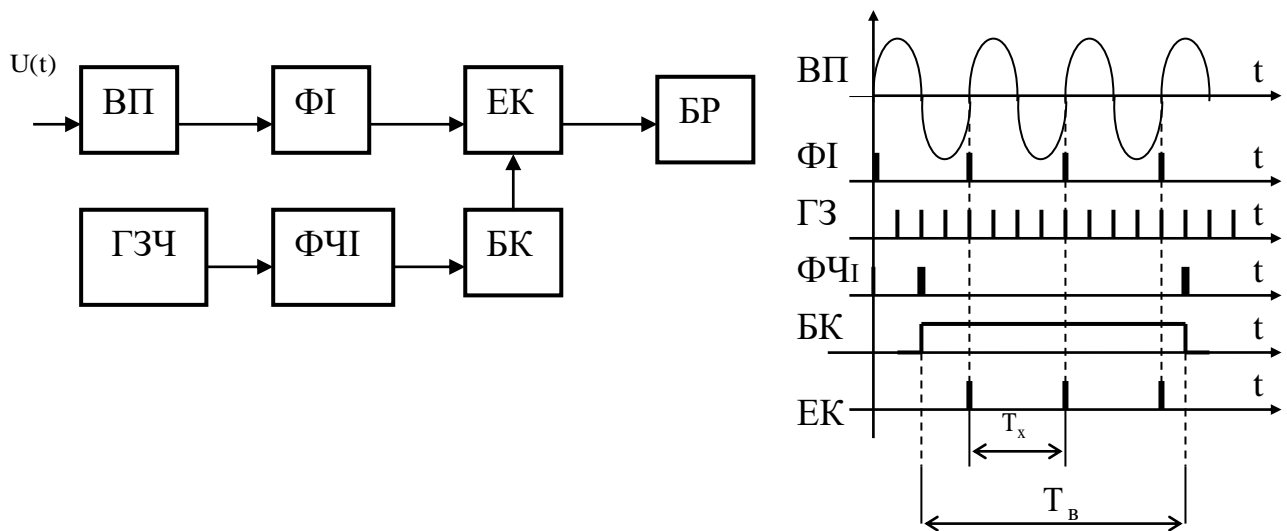 U(t)
ВП
ФІ
ЕК
БР
ГЗЧ
ФЧІ
БК
ВП
t
ФІ
t
ГЗ
t
ФЧІ
t
БК
t
ЕК
t
Tx
Tв